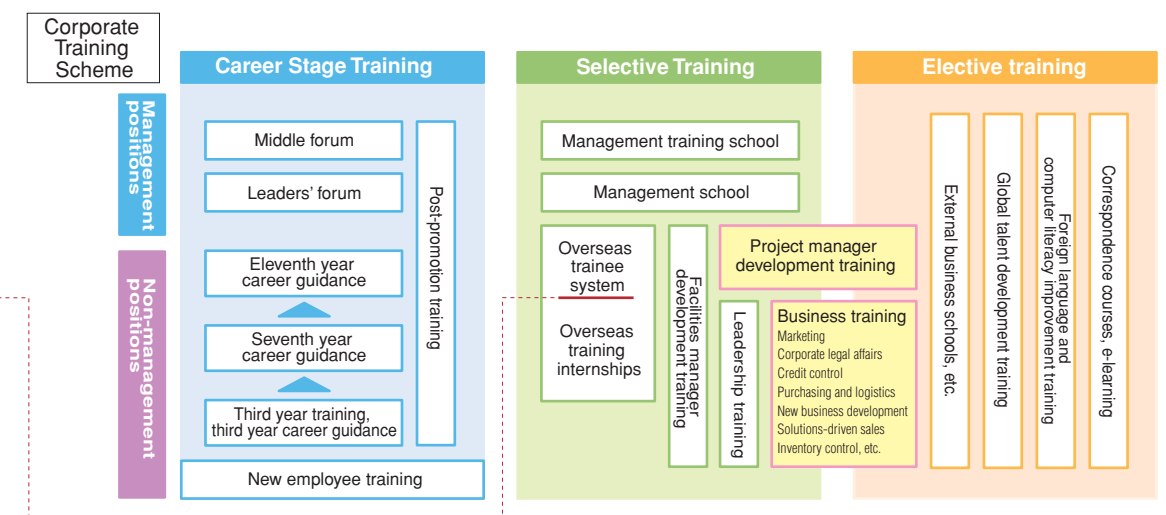 Corporate
Training
Scheme
Career Stage Training
Selective Training
Elective training
Management
positions
Non-management
positions
Middle forum
Leaders’ forum
Eleventh year
career guidance
Seventh year
career guidance
Third year training,
third year career guidance
Post-promotion training
New employee training
Management training school
Management school
Overseas
trainee
system
Overseas
training
internships
Facilities manager
development training
Leadership training
Project manager
development training
Business training
Marketing
Corporate legal affairs
Credit control
Purchasing and logistics
New business development
Solutions-driven sales
Inventory control, etc.
External business schools, etc.
Global talent development training
Foreign language and
computer literacy improvement training
Correspondence courses, e-learning